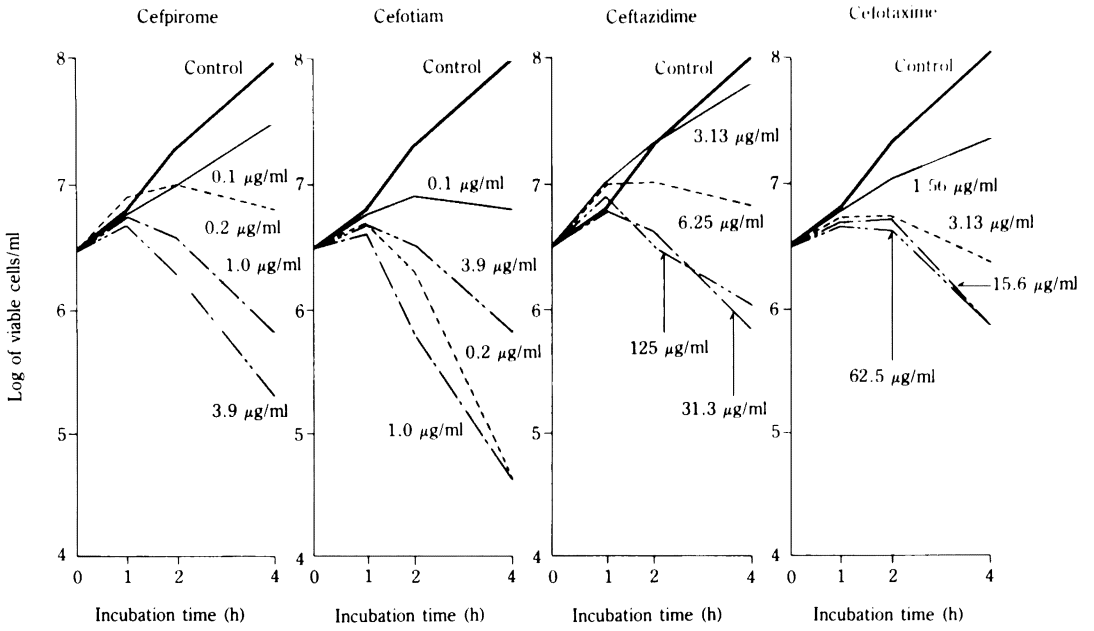 Cefpirome
Cefotiam
Ceftazidime
Cefotaxime
Log of viable cells/ml
8
7
6
5
4
Control
0.1 μg/ml
0.2 μg/ml
1.0 μg/ml
3.9 μg/ml
0 1 2 4
Incubation time (h)
8
7
6
5
4
Control
0.1 μg/ml
3.9 μg/ml
0.2 μg/ml
1.0 μg/ml
0 1 2 4
Incubation time (h)
8
7
6
5
4
Control
3.13 μg/ml
6.25 μg/ml
125 μg/ml
31.3 μg/ml
0 1 2 4
Incubation time (h)
8
7
6
5
4
Control
1.56 μg/ml
3.13 μg/ml
15.6 μg/ml
62.5 μg/ml
0 1 2 4
Incubation time (h)